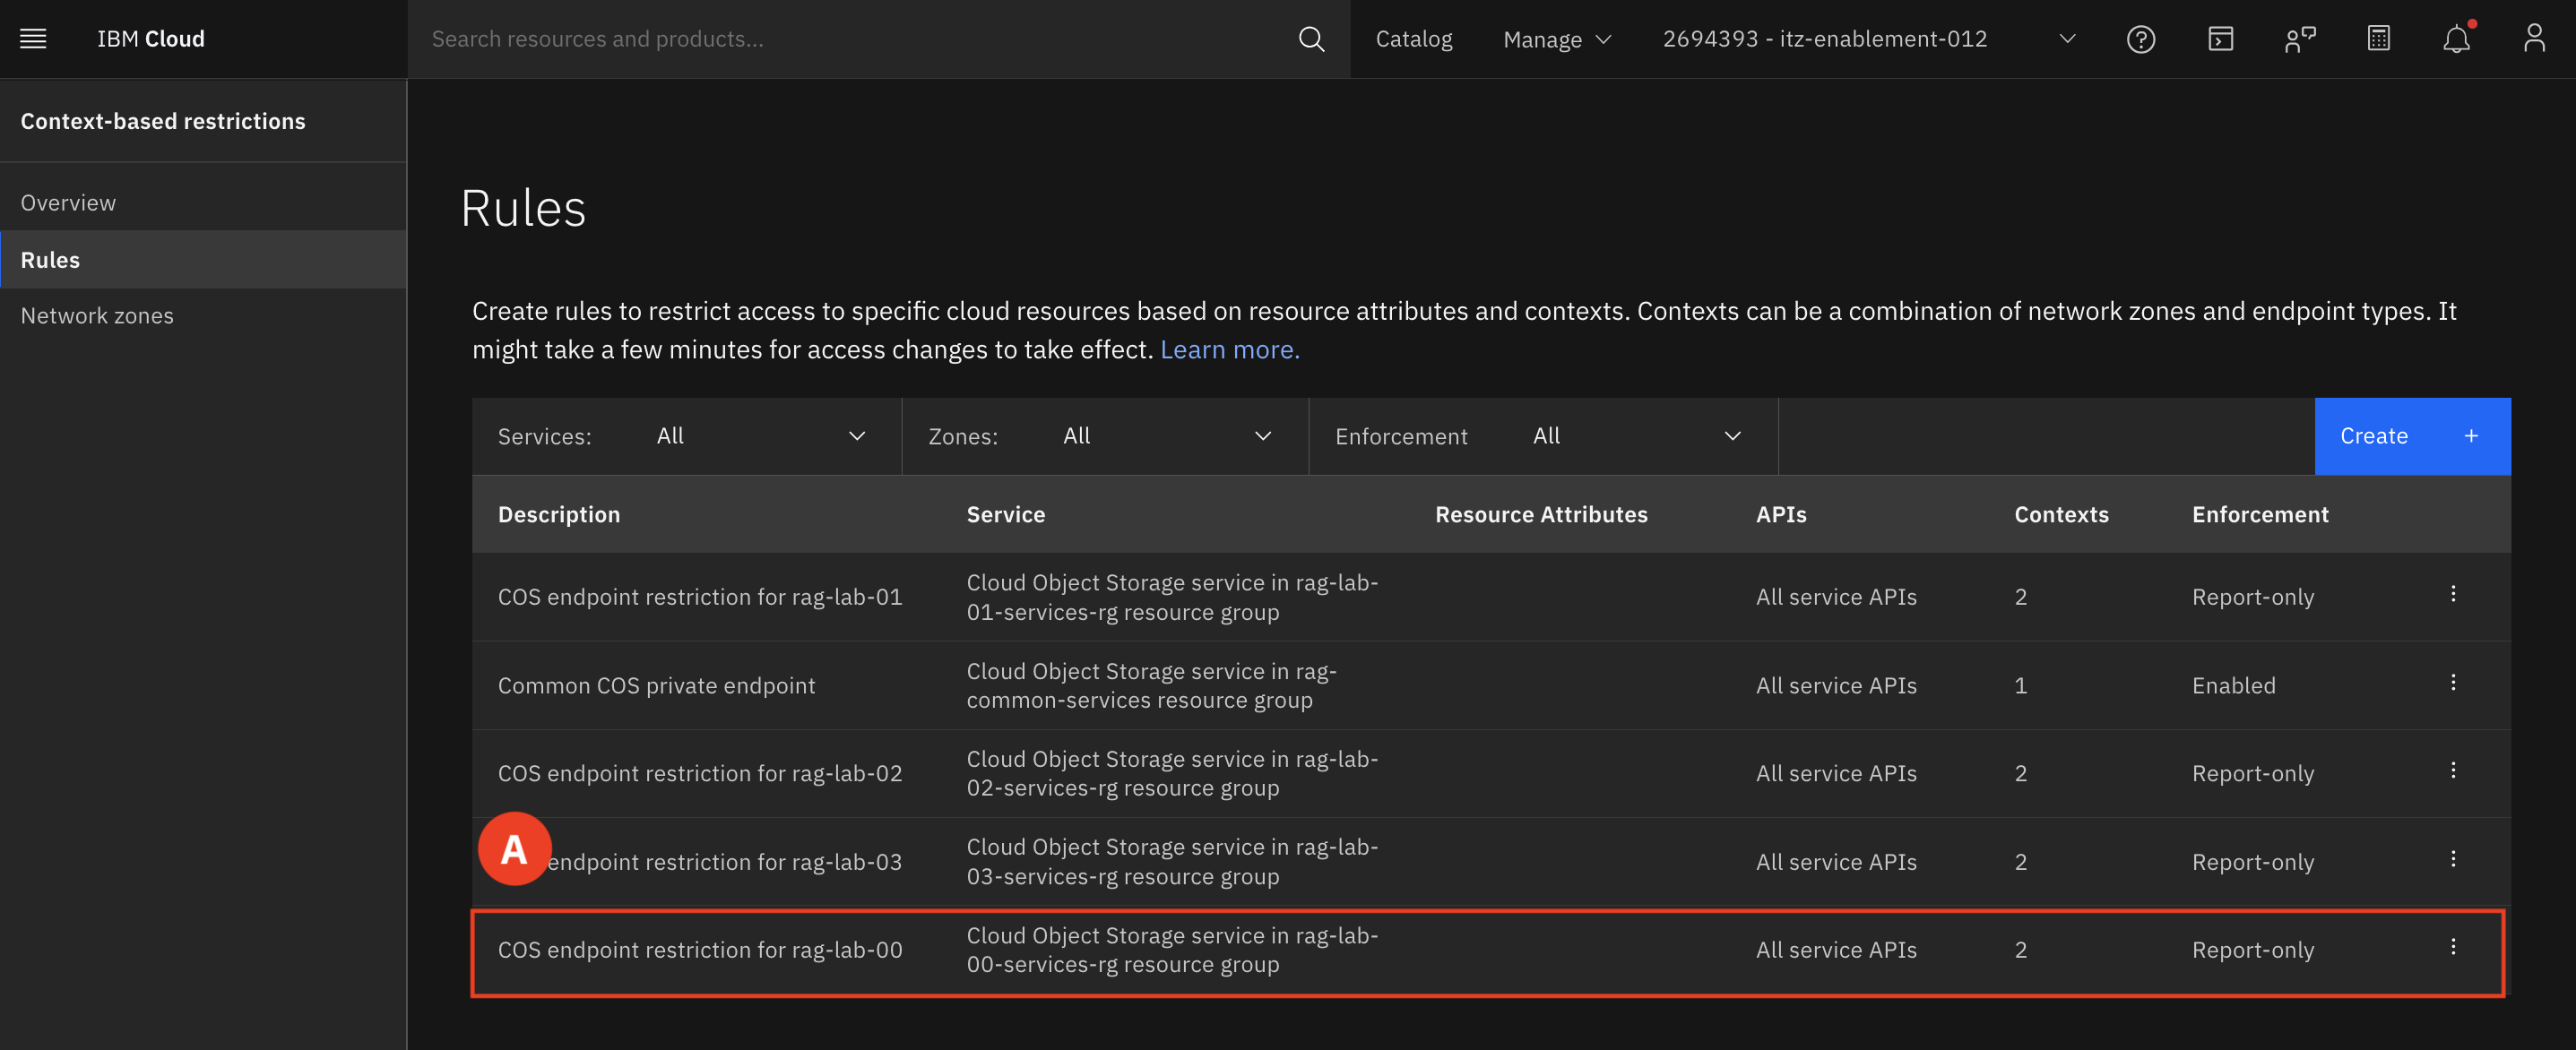 IBM Cloud
Search resources and products...
Catalog
Manage
2694393 - itz-enablement-012
Context-based restrictions
Overview
Rules
Network zones
Rules
Create rules to restrict access to specific cloud resources based on resource attributes and contexts. Contexts can be a combination of network zones and endpoint types. It
might take a few minutes for access changes to take effect. Learn more.
Services: All
Zones: All
Enforcement All
Create +
Description Service Resource Attributes APIs Contexts Enforcement
COS endpoint restriction for rag-lab-01
Cloud Object Storage service in rag-lab-
01-services-rg resource group
All service APIs
2
Report-only
Common COS private endpoint
Cloud Object Storage service in rag-
common-services resource group
All service APIs
1
Enabled
COS endpoint restriction for rag-lab-02
Cloud Object Storage service in rag-lab-
02-services-rg resource group
All service APIs
2
Report-only
A
endpoint restriction for rag-lab-03
Cloud Object Storage service in rag-lab-
03-services-rg resource group
All service APIs
2
Report-only
COS endpoint restriction for rag-lab-00
Cloud Object Storage service in rag-lab-
00-services-rg resource group
All service APIs
2
Report-only